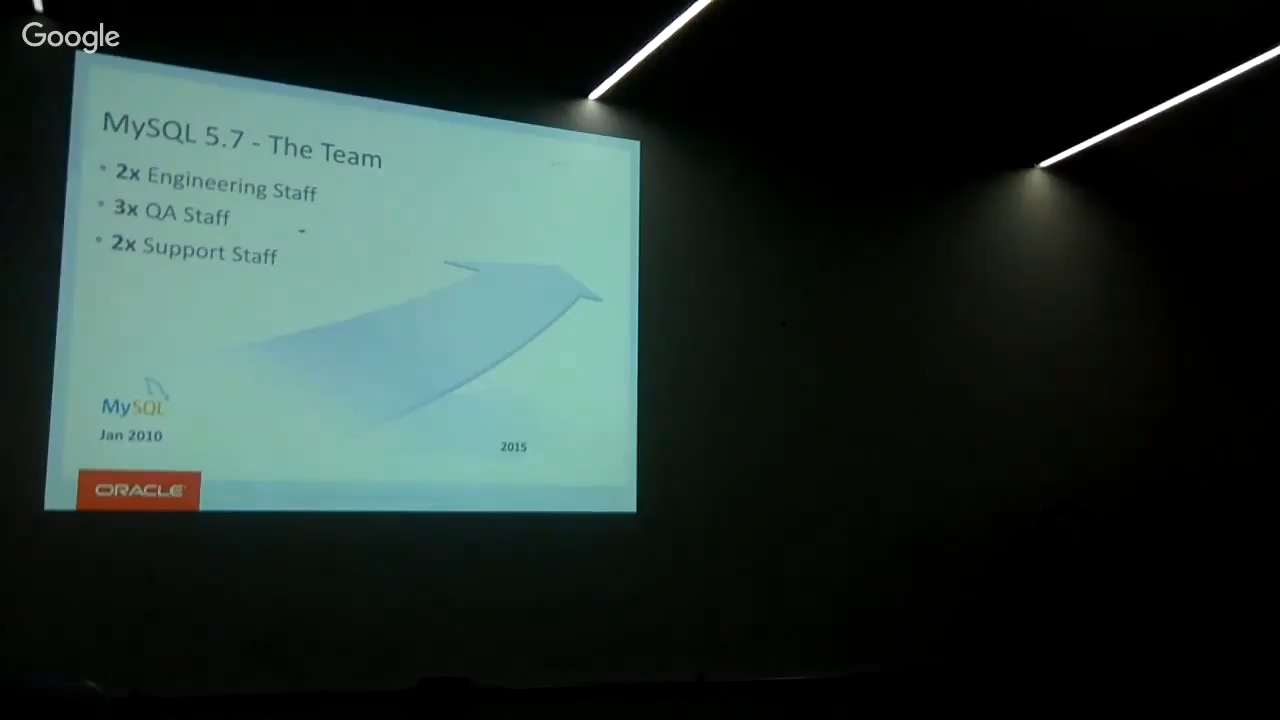 Google
MySQL 5.7 - The Team
• 2x Engineering Staff
• 3x QA Staff
• 2x Support Staff
MySQL
Jan 2010
2015
ORACLE